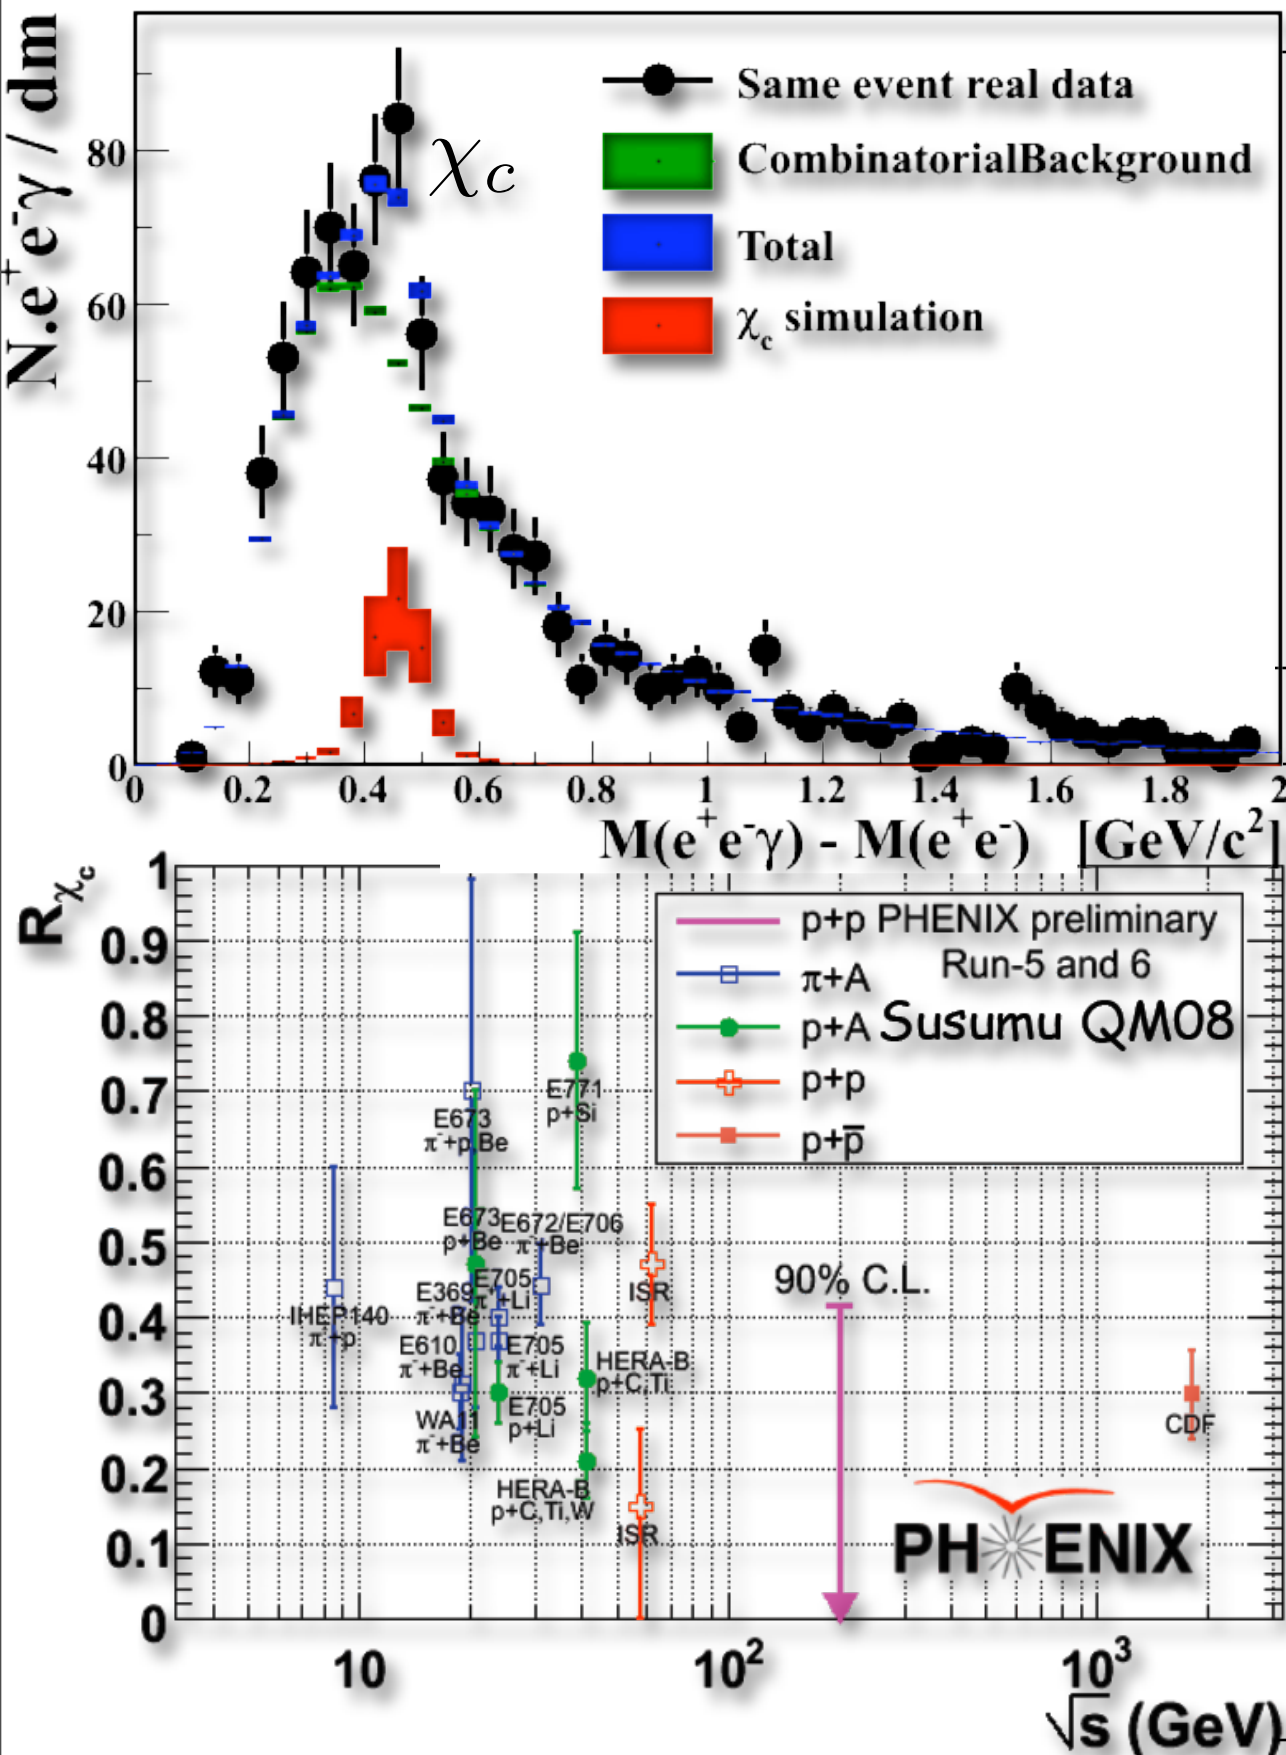 N.e⁺e⁻γ / dm
80
60
40
20
0
χc
Same event real data
CombinatorialBackground
Total
χc simulation
0 0.2 0.4 0.6 0.8 1 1.2 1.4 1.6 1.8 2
M(e⁺e⁻γ) - M(e⁺e⁻) [GeV/c²]
Rχc
1
0.9
0.8
0.7
0.6
0.5
0.4
0.3
0.2
0.1
0
p+p PHENIX preliminary
Run-5 and 6
π+A
p+A Susumu QM08
p+p
p+p̅
E771
p+Si
E673
π⁻+p,Be
E673
p+Be
E672/E706
π⁻+Be
E705
π⁺+Li
E369
π⁻+Be
ISR
90% C.L.
IHEP140
π⁻+p
E610
π⁻+Be
E705
π⁻+Li
HERA-B
p+C,Ti
E705
p+Li
WA11
π⁻+Be
CDF
HERA-B
p+C,Ti,W
ISR
PHENIX
10 10² 10³
√s (GeV)